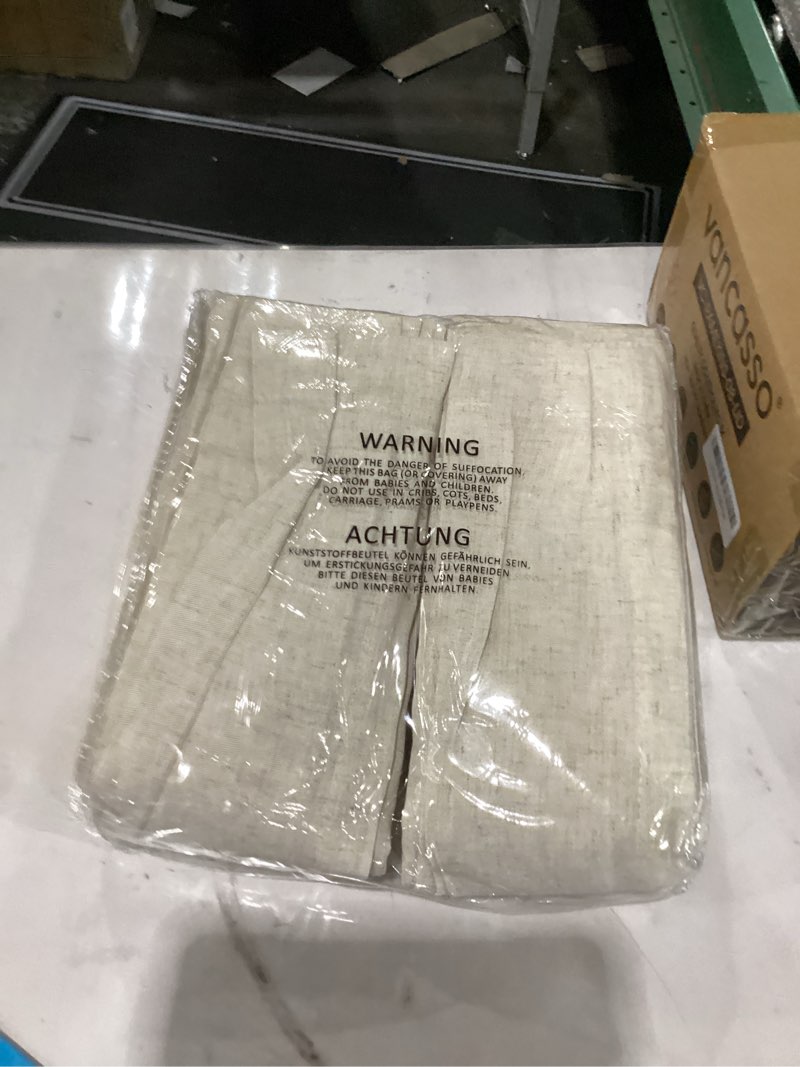 WARNING
TO AVOID THE DANGER OF SUFFOCATION,
KEEP THIS BAG (OR COVERING) AWAY
FROM BABIES AND CHILDREN.
DO NOT USE IN CRIBS, COTS, BEDS,
CARRIAGE, PRAMS OR PLAYPENS.
ACHTUNG
KUNSTSTOFFBEUTEL KÖNNEN GEFÄHRLICH SEIN,
UM ERSTICKUNGSGEFAHR ZU VERNEIDEN
BITTE DIESEN BEUTEL VON BABIES
UND KINDERN FERNHALTEN.
vancasso®